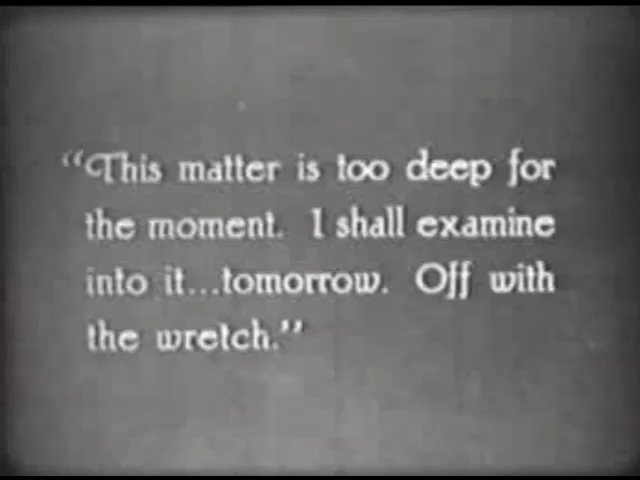 “This matter is too deep for
the moment. I shall examine
into it...tomorrow. Off with
the wretch.”